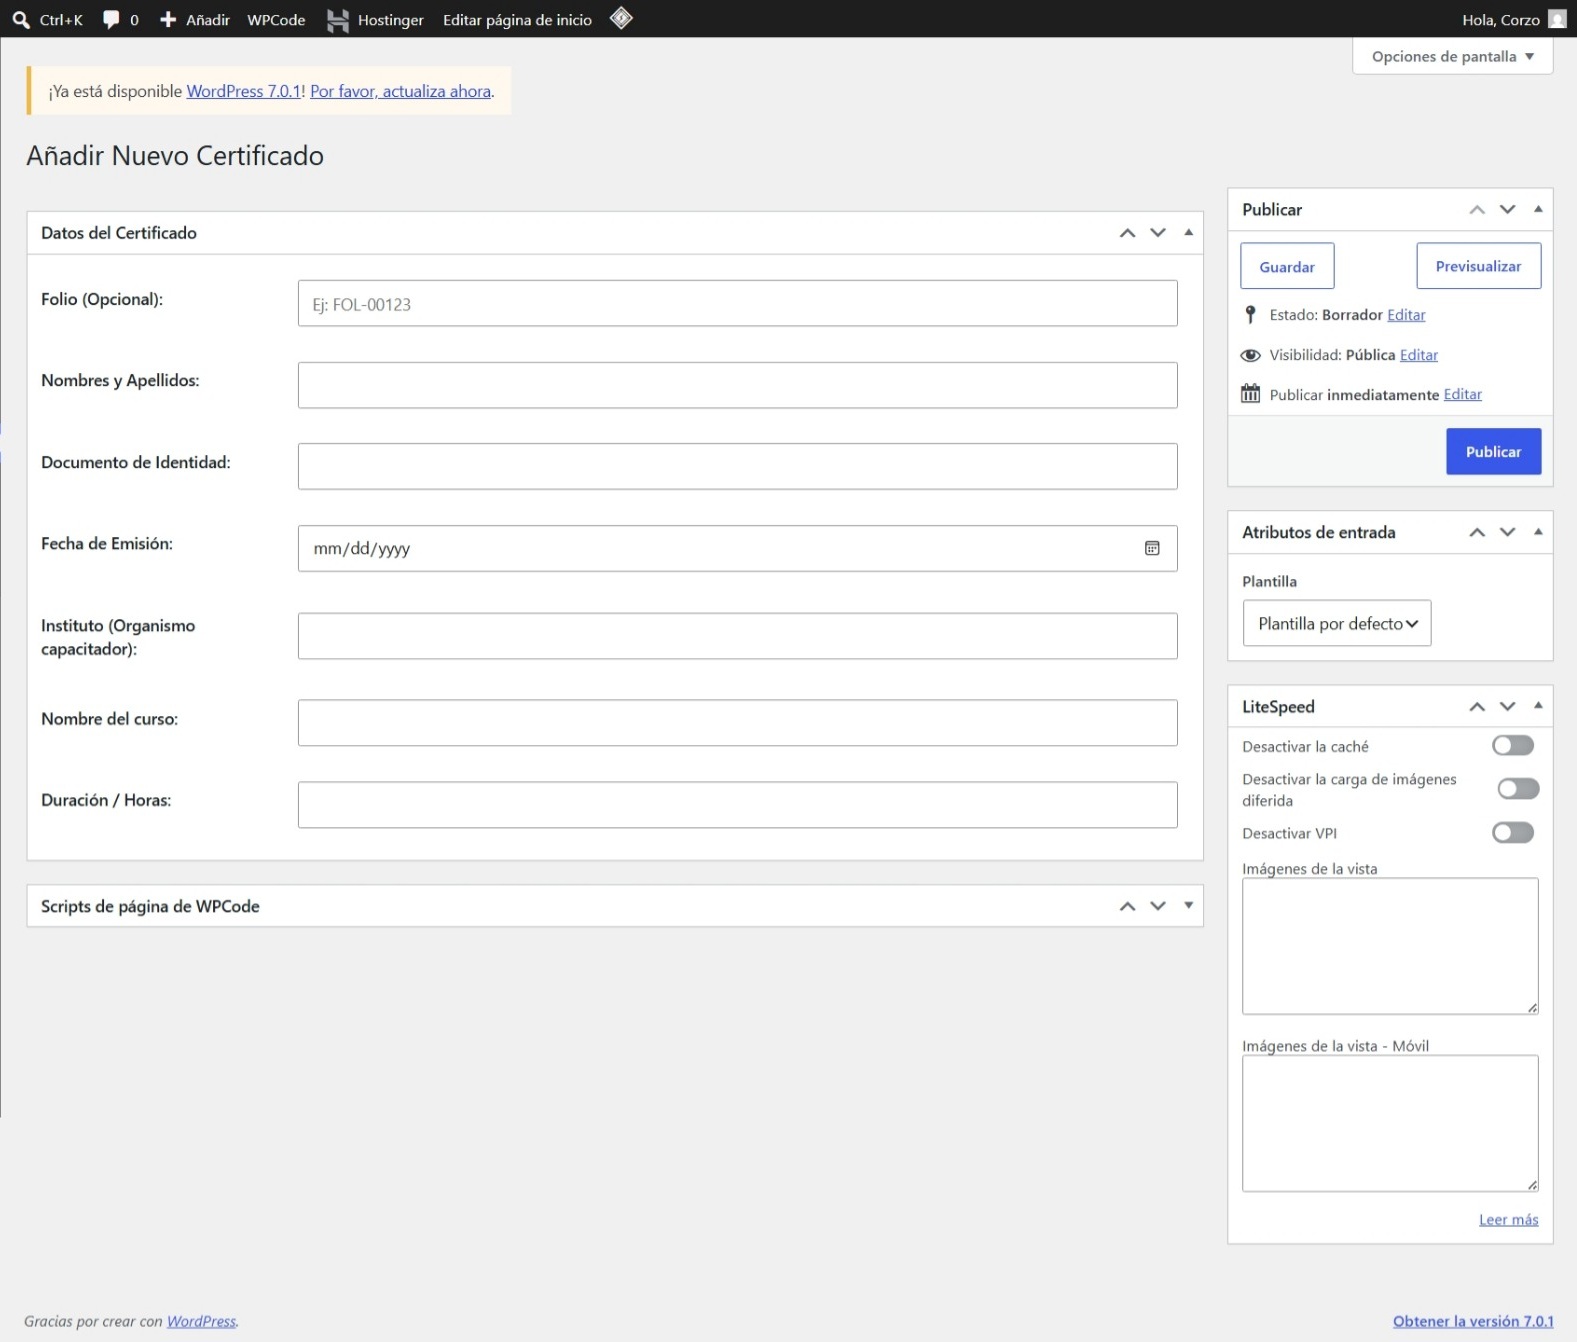 Ctrl+K 0 Añadir WPCode Hostinger Editar página de inicio Hola, Corzo
Opciones de pantalla
¡Ya está disponible WordPress 7.0.1! Por favor, actualiza ahora.
Añadir Nuevo Certificado
Datos del Certificado
Folio (Opcional):
Ej: FOL-00123
Nombres y Apellidos:
Documento de Identidad:
Fecha de Emisión:
mm/dd/yyyy
Instituto (Organismo
capacitador):
Nombre del curso:
Duración / Horas:
Scripts de página de WPCode
Publicar
Guardar
Previsualizar
Estado: Borrador Editar
Visibilidad: Pública Editar
Publicar inmediatamente Editar
Publicar
Atributos de entrada
Plantilla
Plantilla por defecto
LiteSpeed
Desactivar la caché
Desactivar la carga de imágenes
diferida
Desactivar VPI
Imágenes de la vista
Imágenes de la vista - Móvil
Leer más
Gracias por crear con WordPress.
Obtener la versión 7.0.1